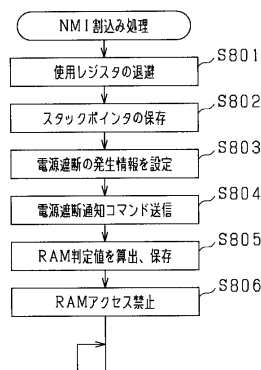 NMI割込み処理
S801
使用レジスタの退避
S802
スタックポインタの保存
S803
電源遮断の発生情報を設定
S804
電源遮断通知コマンド送信
S805
RAM判定値を算出、保存
S806
RAMアクセス禁止